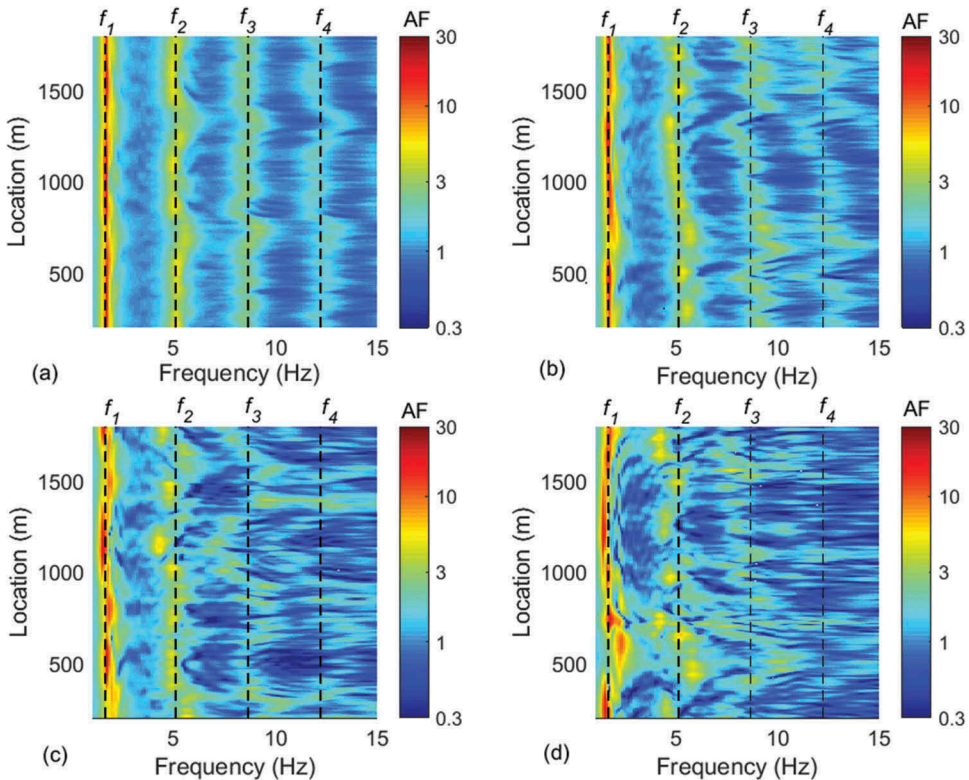 f1 f2 f3 f4 AF
30
10
3
1
0.3
1500
1000
500
Location (m)
5 15
Frequency (Hz)
(a)
f1 f2 f3 f4 AF
30
10
3
1
0.3
1500
1000
500
Location (m)
5 10 15
Frequency (Hz)
(b)
f1 f2 f3 f4 AF
30
10
3
1
0.3
1500
1000
500
Location (m)
5 10 15
Frequency (Hz)
(c)
f1 f2 f3 f4 AF
30
10
3
1
0.3
1500
1000
500
Location (m)
5 10 15
Frequency (Hz)
(d)